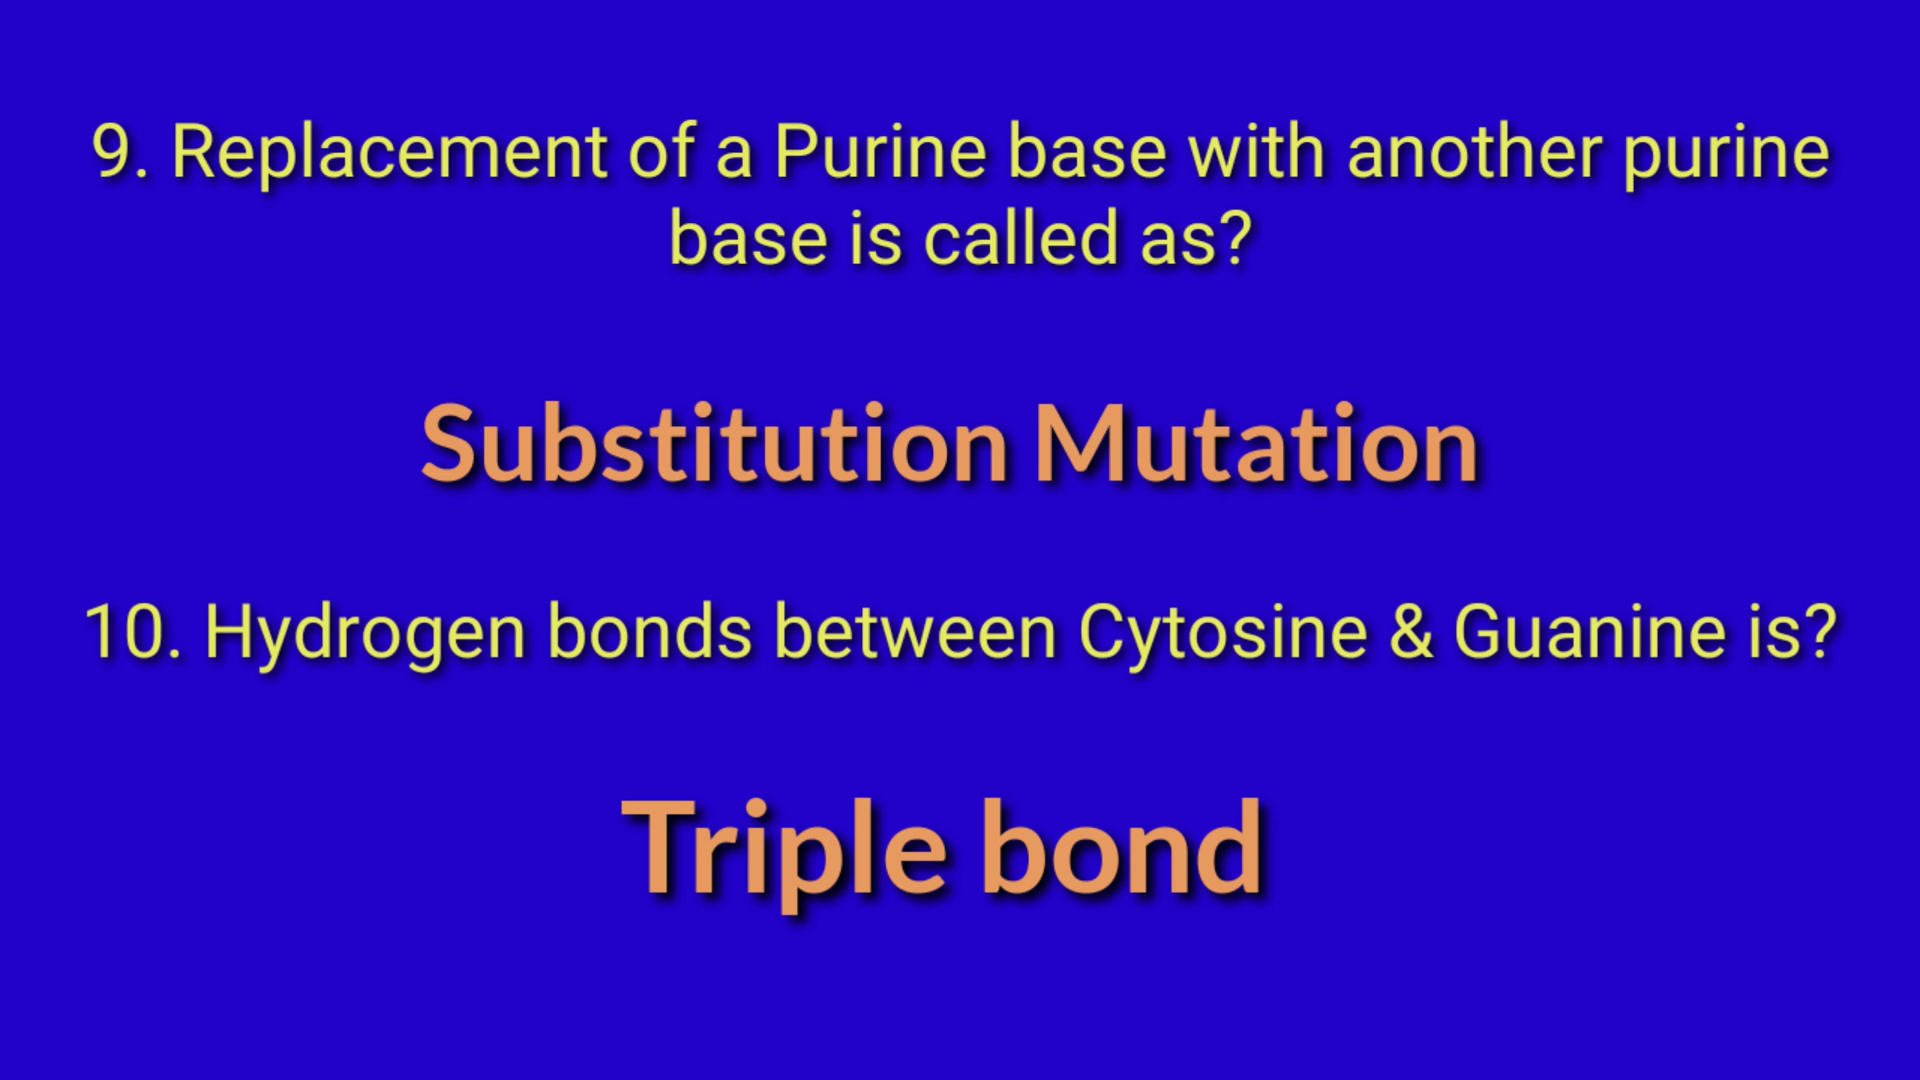 9. Replacement of a Purine base with another purine
base is called as?
Substitution Mutation
10. Hydrogen bonds between Cytosine & Guanine is?
Triple bond